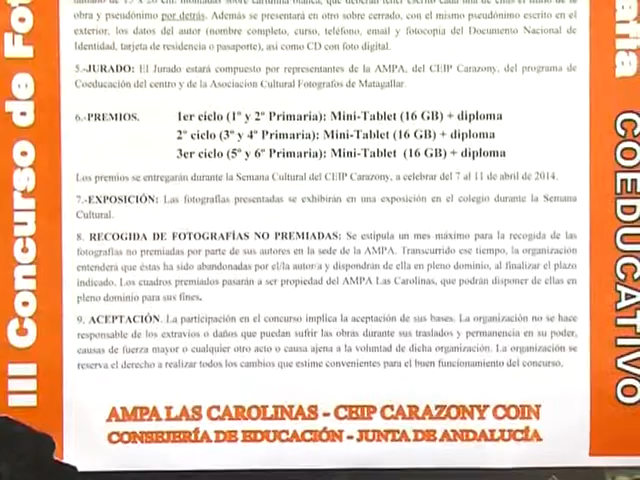 obra y pseudónimo por detrás. Además se presentará en otro sobre cerrado, con el mismo pseudónimo escrito en el
exterior, los datos del autor (nombre completo, curso, teléfono, email y fotocopia del Documento Nacional de
Identidad, tarjeta de residencia o pasaporte), así como CD con foto digital.
5.-JURADO: El Jurado estará compuesto por representantes de la AMPA, del CEIP Carazony, del programa de
Coeducación del centro y de la Asociacion Cultural Fotografica de Matagallar.
6.-PREMIOS. 1er ciclo (1º y 2º Primaria): Mini-Tablet (16 GB) + diploma
2º ciclo (3º y 4º Primaria): Mini-Tablet (16 GB) + diploma
3er ciclo (5º y 6º Primaria): Mini-Tablet (16 GB) + diploma
Los premios se entregarán durante la Semana Cultural del CEIP Carazony, a celebrar del 7 al 11 de abril de 2014.
7.-EXPOSICIÓN: Las fotografías presentadas se exhibirán en una exposición en el colegio durante la Semana
Cultural.
8. RECOGIDA DE FOTOGRAFÍAS NO PREMIADAS: Se estipula un mes máximo para la recogida de las
fotografías no premiadas por parte de sus autores en la sede de la AMPA. Transcurrido ese tiempo, la organización
entenderá que éstas ha sido abandonadas por el/la autor/a y dispondrán de ella en pleno dominio, al finalizar el plazo
indicado. Los cuadros premiados pasarán a ser propiedad del AMPA Las Carolinas, que podrán disponer de ellas en
pleno dominio para sus fines.
9. ACEPTACIÓN. La participación en el concurso implica la aceptación de sus bases. La organización no se hace
responsable de los extravíos o daños que puedan sufrir las obras durante sus traslados y permanencia en su poder,
causas de fuerza mayor o cualquier otro acto o causa ajena a la voluntad de dicha organización. La organización se
reserva el derecho a realizar todos los cambios que estime convenientes para el buen funcionamiento del concurso.
AMPA LAS CAROLINAS - CEIP CARAZONY COIN
CONSEJERÍA DE EDUCACIÓN - JUNTA DE ANDALUCÍA
III Concurso de Fot
afía
COEDUCATIVO